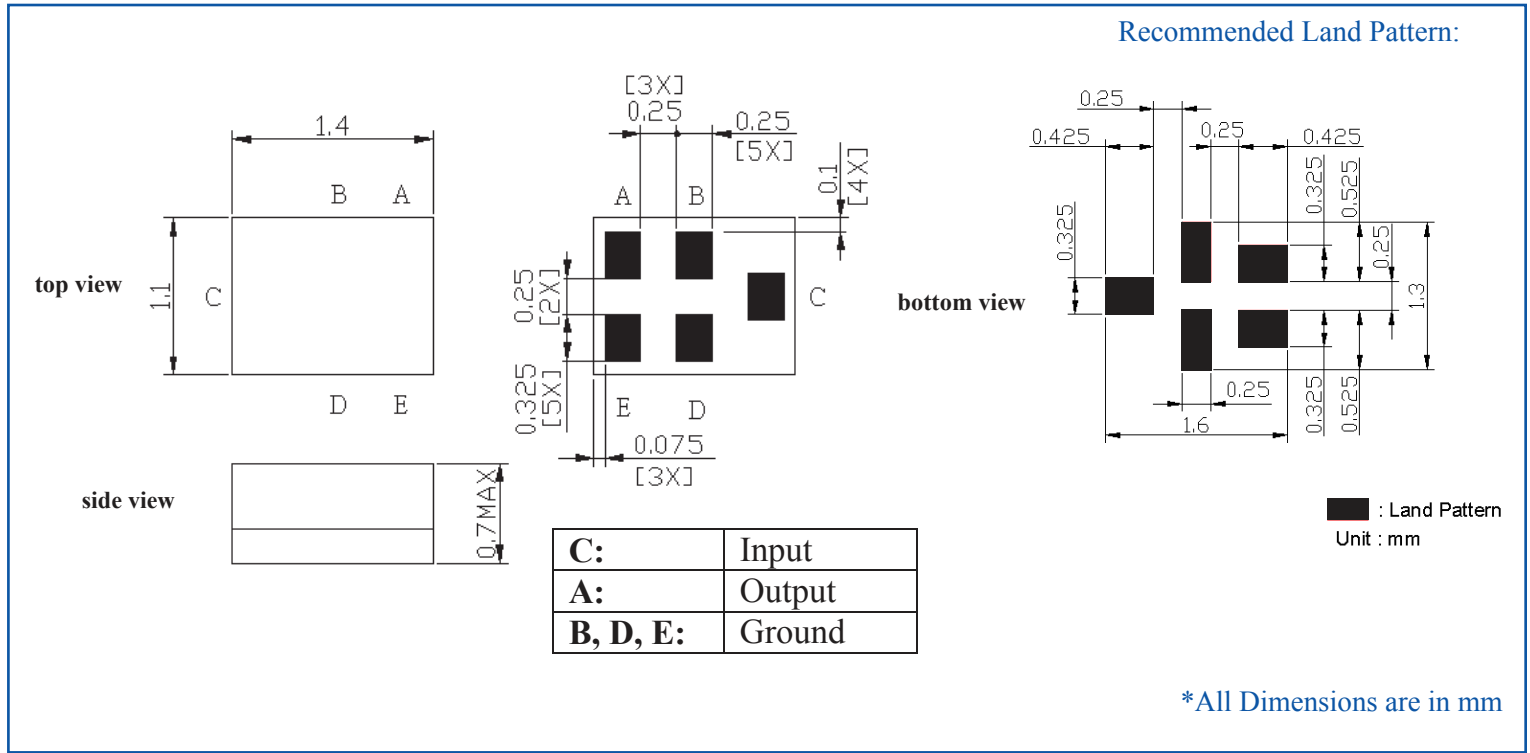 Recommended Land Pattern:
1.4
B A
C
top view
1.1
D E
side view
0.7MAX
[3X]
0.25
0.25
[5X]
0.1
[4X]
A B
0.25
[2X]
C
bottom view
0.325
[5X]
E D
0.075
[3X]
C: Input
A: Output
B, D, E: Ground
0.25
0.425
0.25
0.425
0.325
0.525
0.325
0.25
1.3
0.25
0.325
0.525
1.6
: Land Pattern
Unit : mm
*All Dimensions are in mm